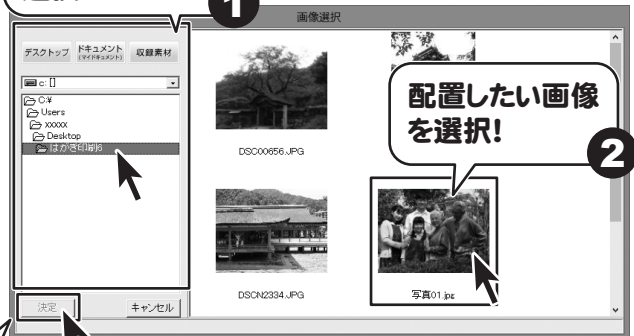 1
画像選択
デスクトップ
ドキュメント
(マイドキュメント)
収録素材
c: []
C:¥
Users
xxxxx
Desktop
はがき印刷6
配置したい画像
を選択!
2
DSC00656.JPG
DSCN2334.JPG
写真01.jpg
決定
キャンセル